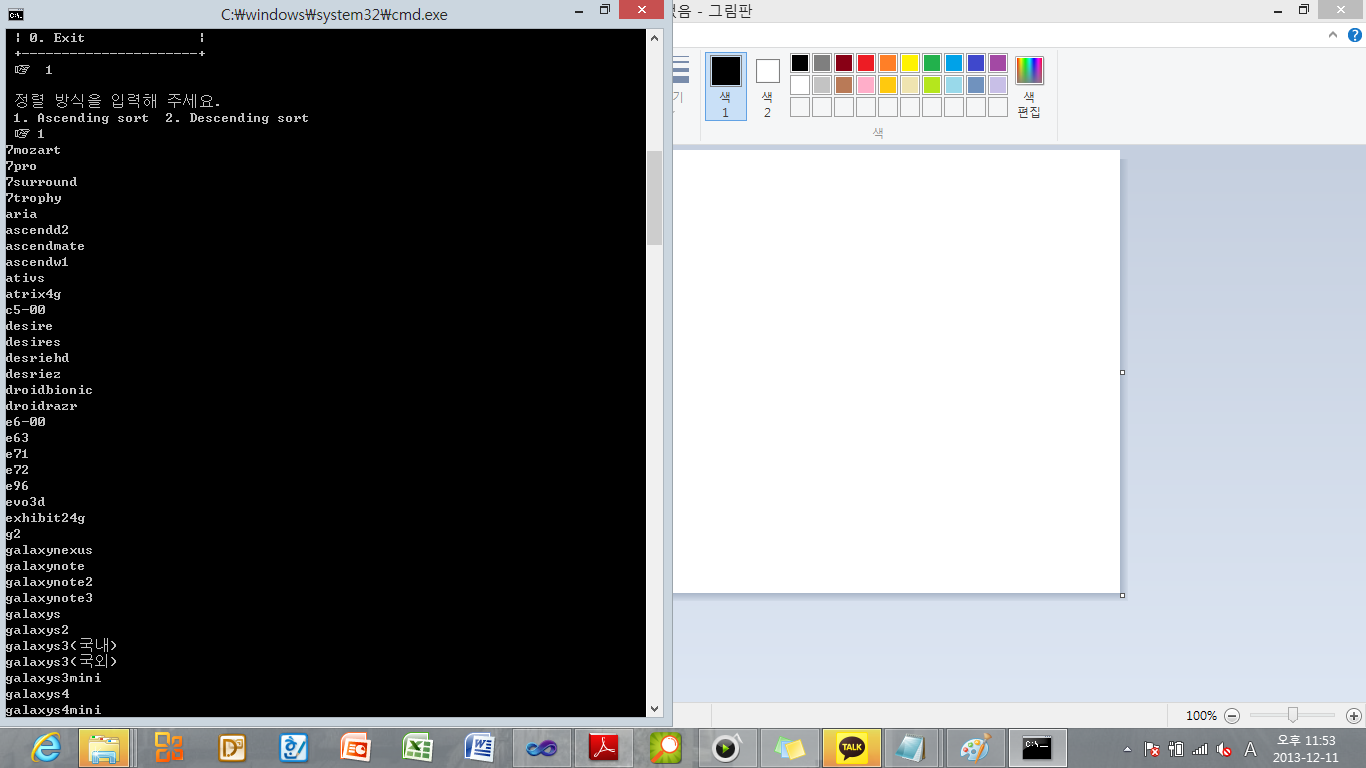 C:₩windows₩system32₩cmd.exe
| 0. Exit |
+----------------------+
☞ 1
정렬 방식을 입력해 주세요.
1. Ascending sort 2. Descending sort
☞ 1
7mozart
7pro
7surround
7trophy
aria
ascendd2
ascendmate
ascendw1
ativs
atrix4g
c5-00
desire
desires
desriehd
desriez
droidbionic
droidrazr
e6-00
e63
e71
e72
e96
evo3d
exhibit24g
g2
galaxynexus
galaxynote
galaxynote2
galaxynote3
galaxys
galaxys2
galaxys3(국내)
galaxys3(국외)
galaxys3mini
galaxys4
galaxys4mini
없음 - 그림판
기
색
1
색
2
색
편집
색
100%
TALK
A
오후 11:53
2013-12-11